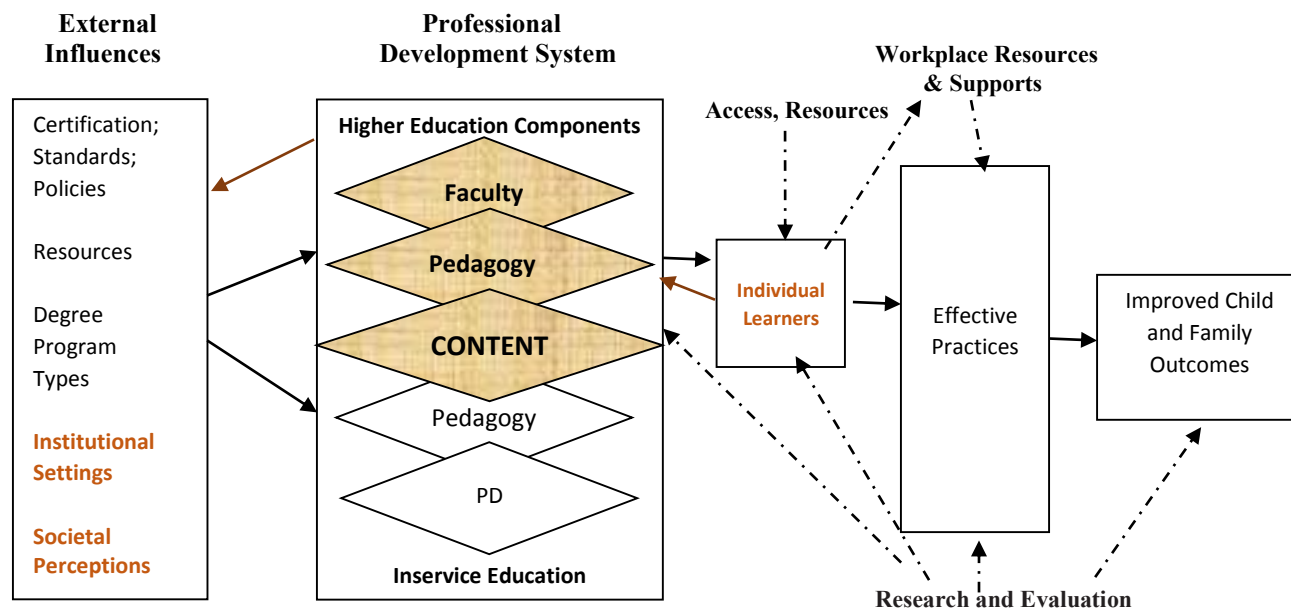 External
Influences
Certification;
Standards;
Policies
Resources
Degree
Program
Types
Institutional
Settings
Societal
Perceptions
Professional
Development System
Higher Education Components
Faculty
Pedagogy
CONTENT
Pedagogy
PD
Inservice Education
Access, Resources
Individual
Learners
Workplace Resources
& Supports
Effective
Practices
Improved Child
and Family
Outcomes
Research and Evaluation